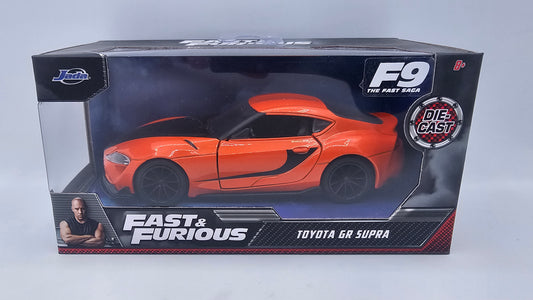 Jada
F9
THE FAST SAGA
8+
DIE-
CAST
FAST &
FURIOUS
TOYOTA GR SUPRA